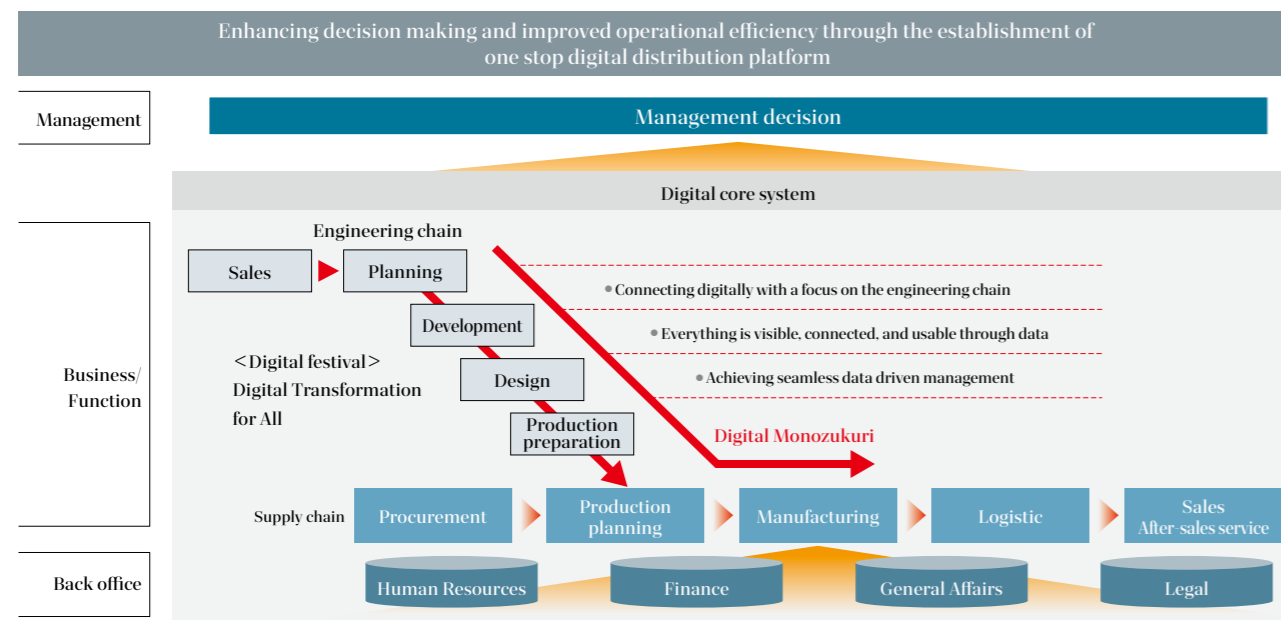 Enhancing decision making and improved operational efficiency through the establishment of
one stop digital distribution platform
Management
Management decision
Digital core system
Business/
Function
Engineering chain
Sales
Planning
Development
Design
Production
preparation
<Digital festival>
Digital Transformation
for All
•Connecting digitally with a focus on the engineering chain
•Everything is visible, connected, and usable through data
•Achieving seamless data driven management
Digital Monozukuri
Supply chain
Procurement
Production
planning
Manufacturing
Logistic
Sales
After-sales service
Back office
Human Resources
Finance
General Affairs
Legal